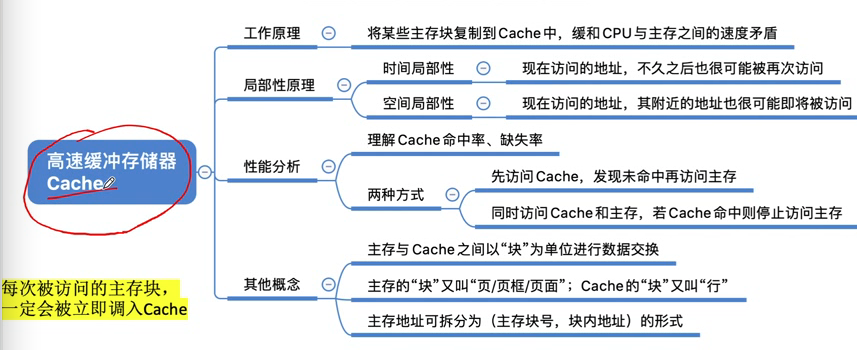 工作原理
将某些主存块复制到Cache中，缓和CPU与主存之间的速度矛盾
局部性原理
时间局部性
现在访问的地址，不久之后也很可能被再次访问
空间局部性
现在访问的地址，其附近的地址也很可能即将被访问
高速缓冲存储器
Cache
性能分析
理解Cache命中率、缺失率
两种方式
先访问Cache，发现未命中再访问主存
同时访问Cache和主存，若Cache命中则停止访问主存
其他概念
主存与Cache之间以“块”为单位进行数据交换
主存的“块”又叫“页/页框/页面”；Cache的“块”又叫“行”
主存地址可拆分为（主存块号，块内地址）的形式
每次被访问的主存块，
一定会被立即调入Cache